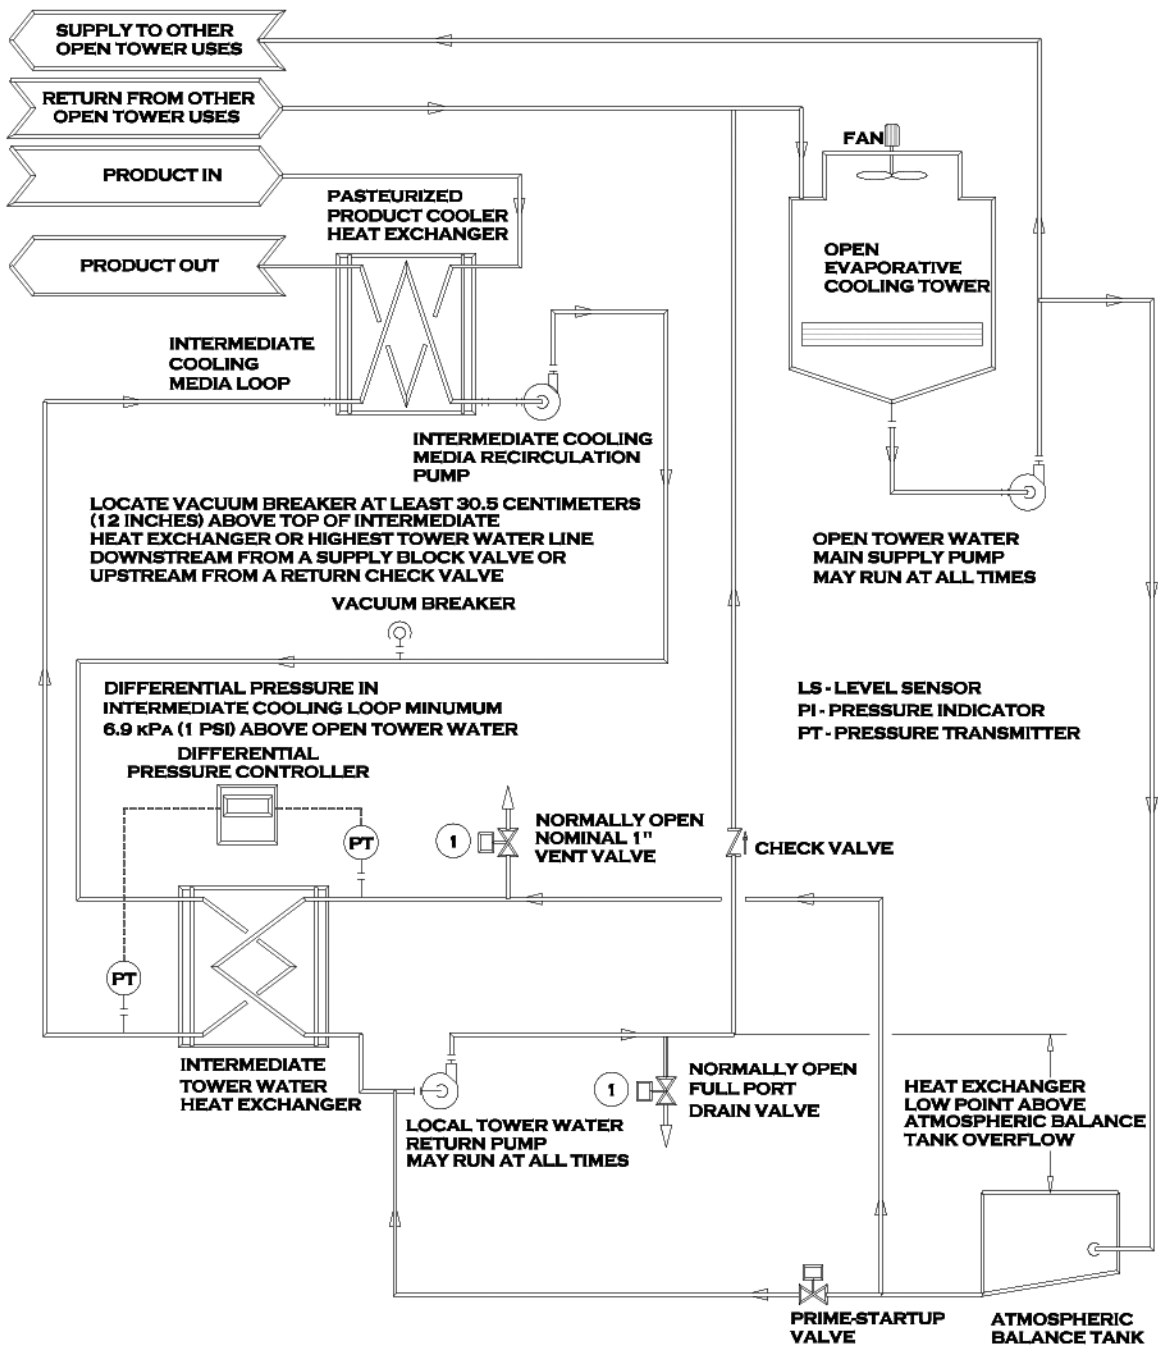 SUPPLY TO OTHER
OPEN TOWER USES
RETURN FROM OTHER
OPEN TOWER USES
PRODUCT IN
PRODUCT OUT
PASTEURIZED
PRODUCT COOLER
HEAT EXCHANGER
FAN
OPEN
EVAPORATIVE
COOLING TOWER
INTERMEDIATE
COOLING
MEDIA LOOP
INTERMEDIATE COOLING
MEDIA RECIRCULATION
PUMP
LOCATE VACUUM BREAKER AT LEAST 30.5 CENTIMETERS
(12 INCHES) ABOVE TOP OF INTERMEDIATE
HEAT EXCHANGER OR HIGHEST TOWER WATER LINE
DOWNSTREAM FROM A SUPPLY BLOCK VALVE OR
UPSTREAM FROM A RETURN CHECK VALVE
VACUUM BREAKER
OPEN TOWER WATER
MAIN SUPPLY PUMP
MAY RUN AT ALL TIMES
DIFFERENTIAL PRESSURE IN
INTERMEDIATE COOLING LOOP MINUMUM
6.9 KPA (1 PSI) ABOVE OPEN TOWER WATER
DIFFERENTIAL
PRESSURE CONTROLLER
LS - LEVEL SENSOR
PI - PRESSURE INDICATOR
PT - PRESSURE TRANSMITTER
PT
1
NORMALLY OPEN
NOMINAL 1"
VENT VALVE
CHECK VALVE
PT
INTERMEDIATE
TOWER WATER
HEAT EXCHANGER
LOCAL TOWER WATER
RETURN PUMP
MAY RUN AT ALL TIMES
1
NORMALLY OPEN
FULL PORT
DRAIN VALVE
HEAT EXCHANGER
LOW POINT ABOVE
ATMOSPHERIC BALANCE
TANK OVERFLOW
PRIME-STARTUP
VALVE
ATMOSPHERIC
BALANCE TANK